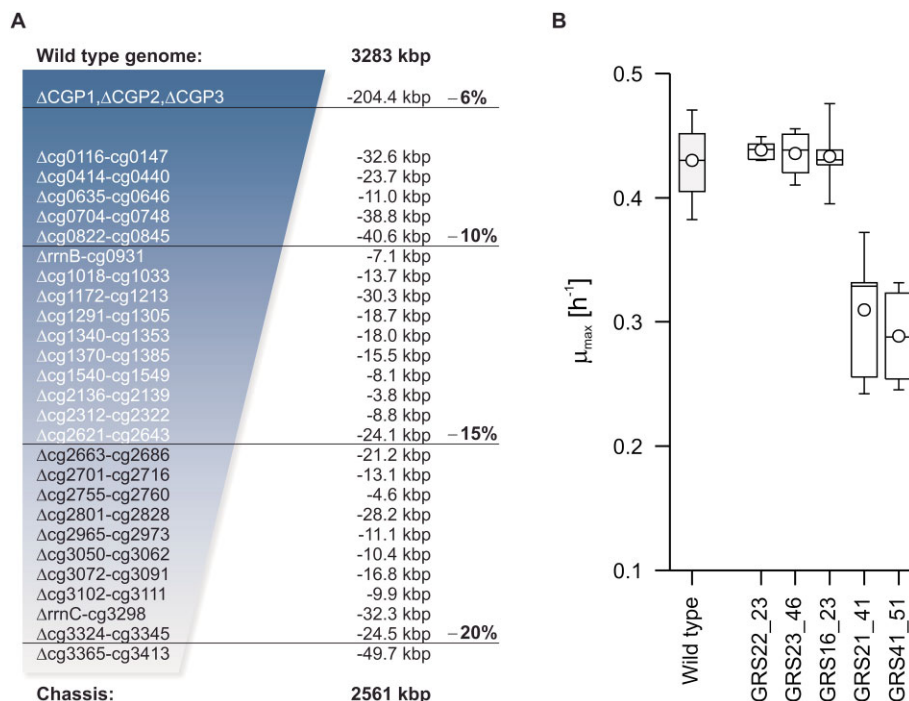 A
Wild type genome: 3283 kbp
ΔCGP1,ΔCGP2,ΔCGP3 -204.4 kbp – 6%
Δcg0116-cg0147 -32.6 kbp
Δcg0414-cg0440 -23.7 kbp
Δcg0635-cg0646 -11.0 kbp
Δcg0704-cg0748 -38.8 kbp
Δcg0822-cg0845 -40.6 kbp – 10%
ΔrrnB-cg0931 -7.1 kbp
Δcg1018-cg1033 -13.7 kbp
Δcg1172-cg1213 -30.3 kbp
Δcg1291-cg1305 -18.7 kbp
Δcg1340-cg1353 -18.0 kbp
Δcg1370-cg1385 -15.5 kbp
Δcg1540-cg1549 -8.1 kbp
Δcg2136-cg2139 -3.8 kbp
Δcg2312-cg2322 -8.8 kbp
Δcg2621-cg2643 -24.1 kbp – 15%
Δcg2663-cg2686 -21.2 kbp
Δcg2701-cg2716 -13.1 kbp
Δcg2755-cg2760 -4.6 kbp
Δcg2801-cg2828 -28.2 kbp
Δcg2965-cg2973 -11.1 kbp
Δcg3050-cg3062 -10.4 kbp
Δcg3072-cg3091 -16.8 kbp
Δcg3102-cg3111 -9.9 kbp
ΔrrnC-cg3298 -32.3 kbp
Δcg3324-cg3345 -24.5 kbp – 20%
Δcg3365-cg3413 -49.7 kbp
Chassis: 2561 kbp
B
μmax [h⁻¹]
0.5
0.4
0.3
0.2
0.1
Wild type
GRS22_23
GRS23_46
GRS16_23
GRS21_41
GRS41_51